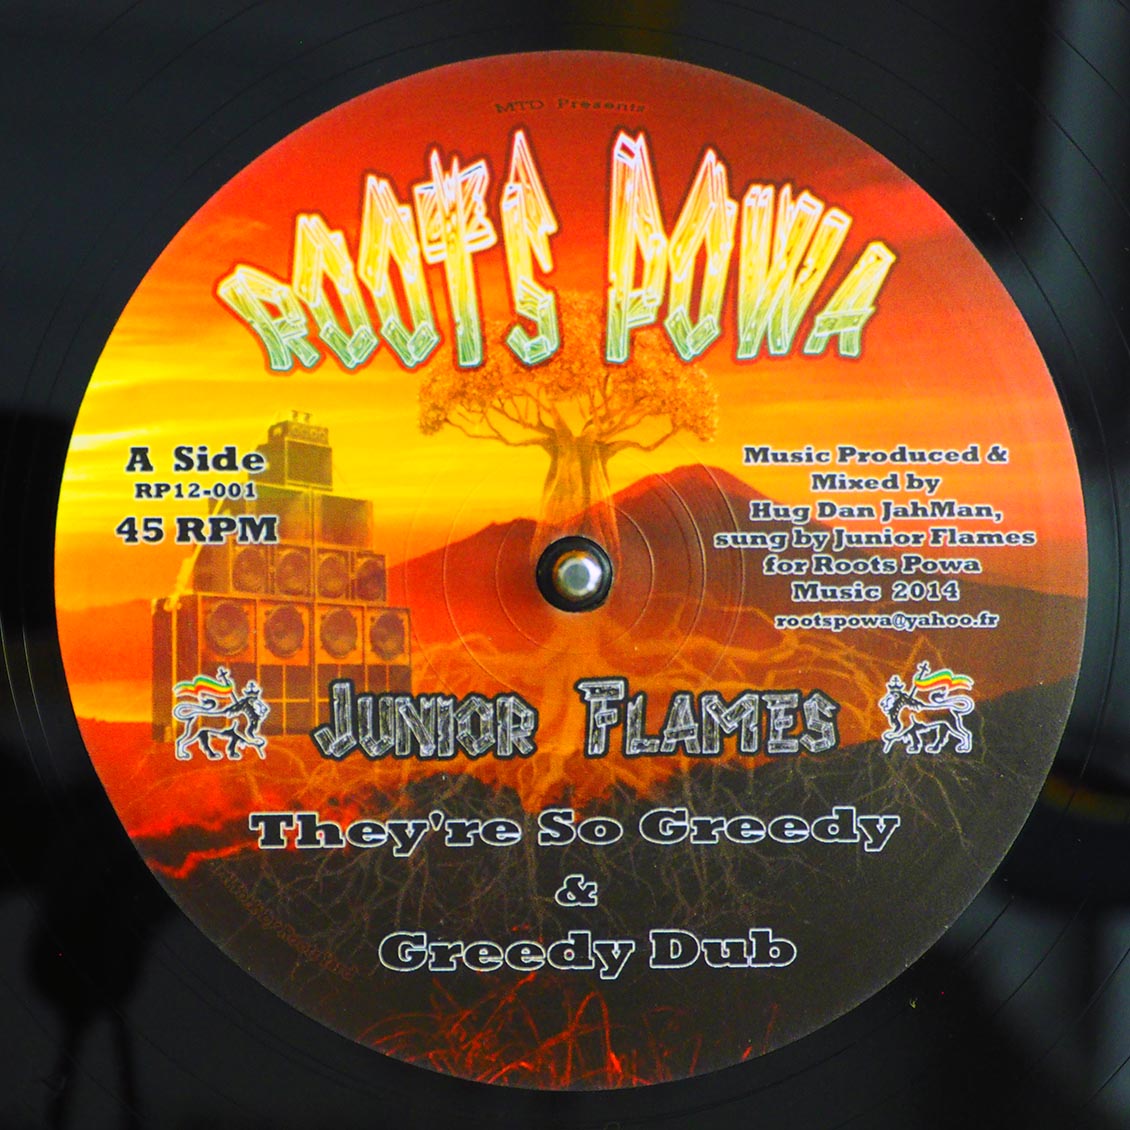 MTD Presents
ROOTS POWA
A Side
RP12-001
45 RPM
Music Produced &
Mixed by
Hug Dan JahMan,
sung by Junior Flames
for Roots Powa
Music 2014
rootspowa@yahoo.fr
JUNIOR FLAMES
They're So Greedy
&
Greedy Dub